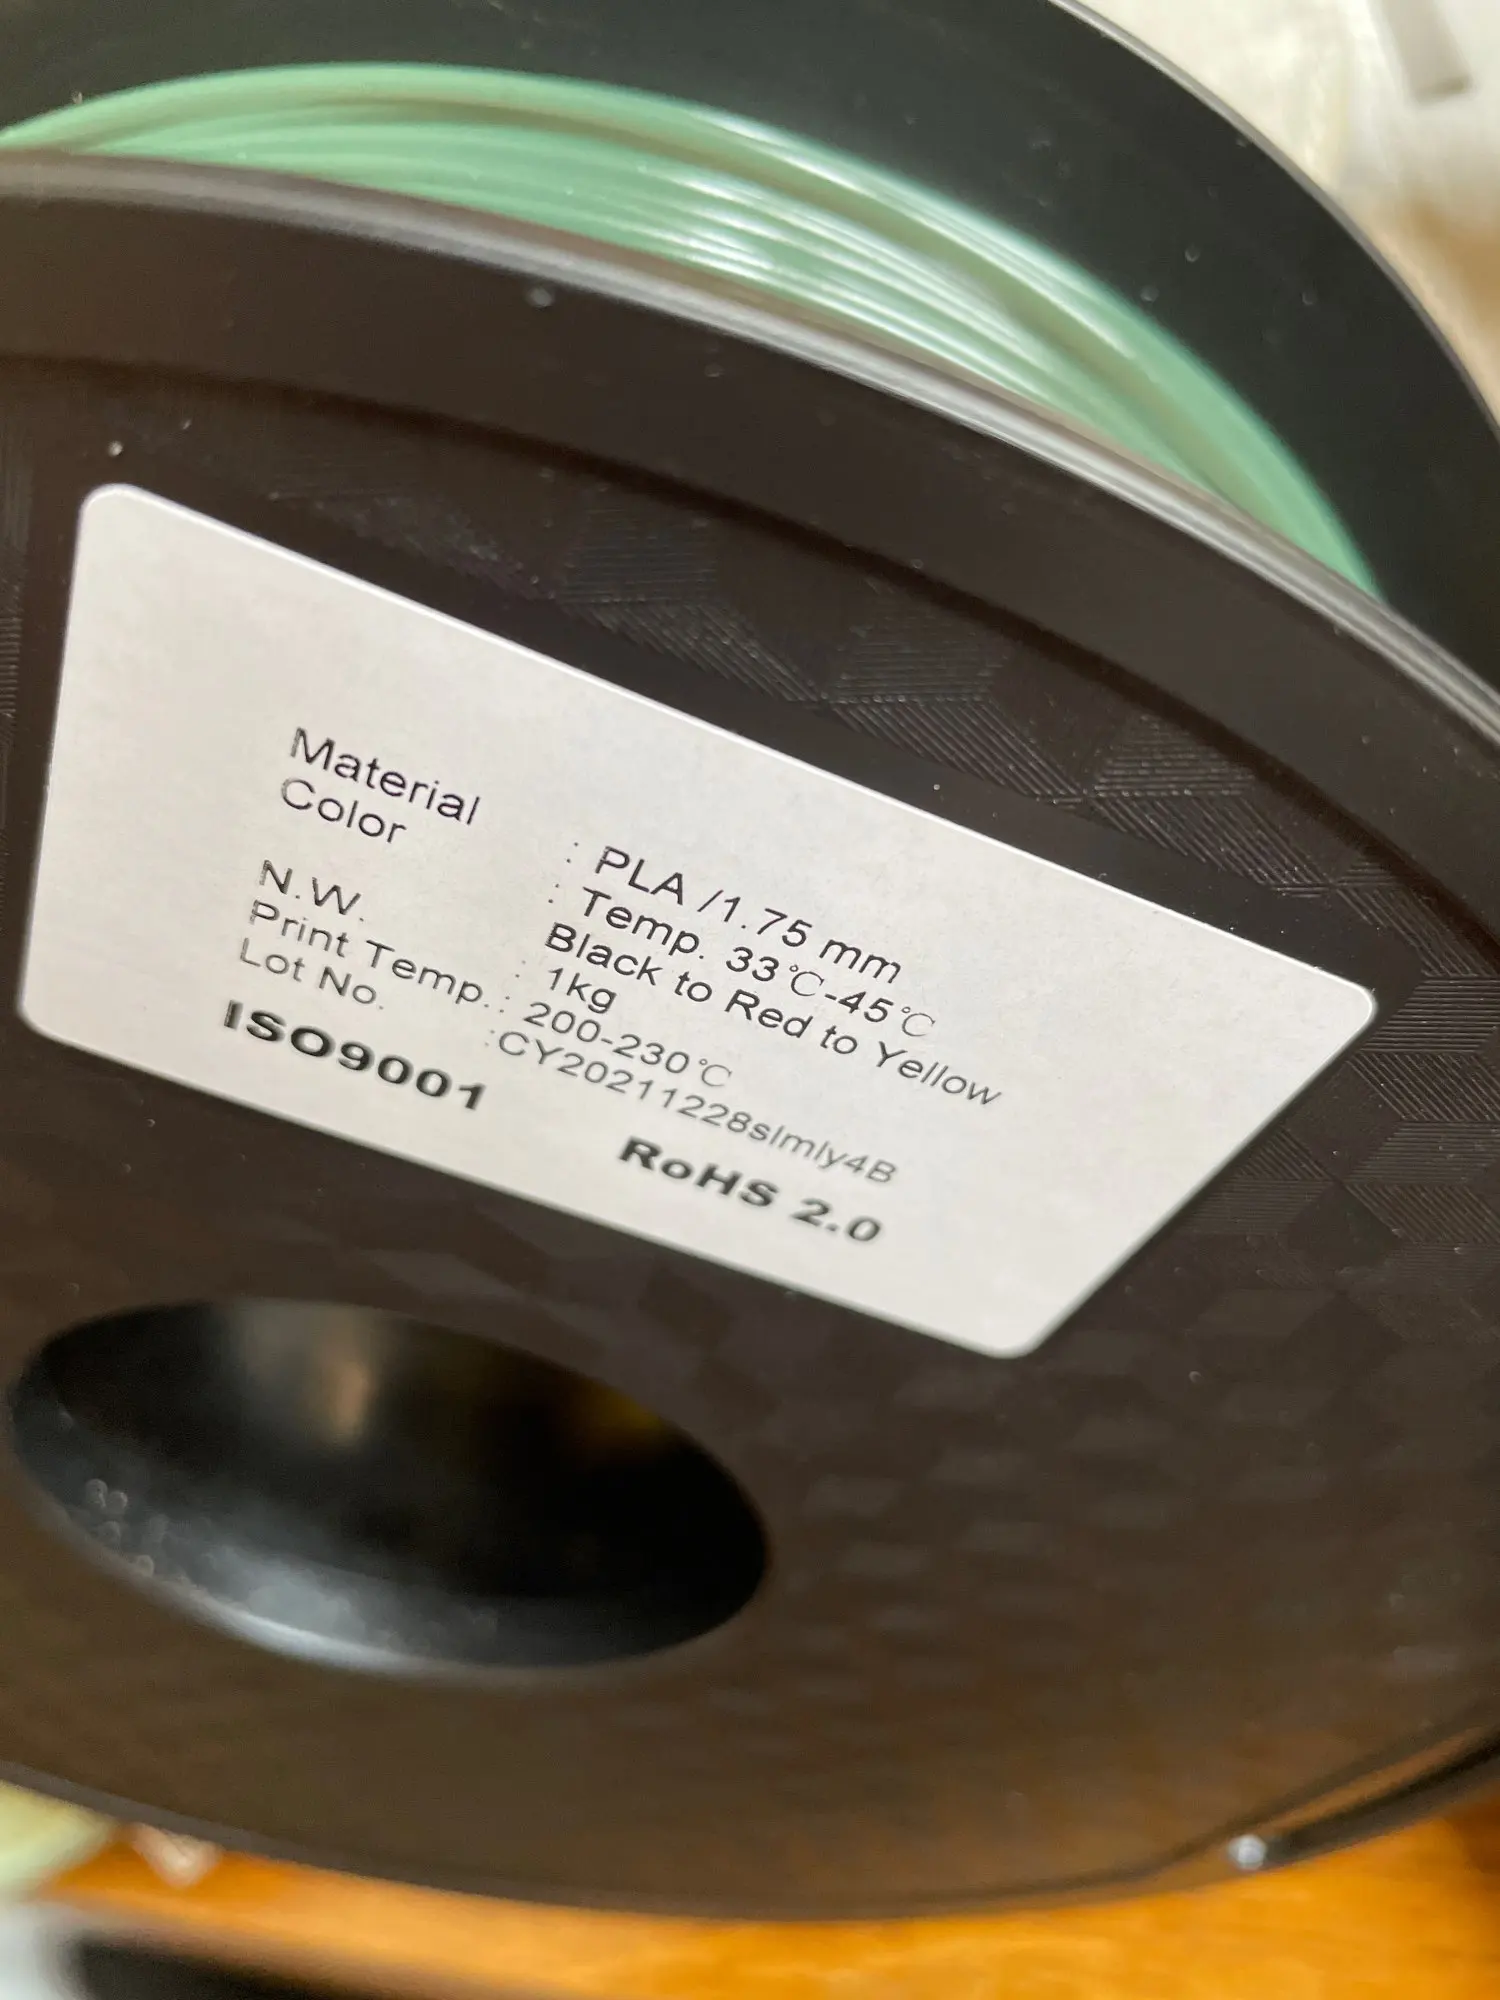 Material : PLA /1.75 mm
Color : Temp. 33℃-45℃
Black to Red to Yellow
N.W. : 1kg
Print Temp. : 200-230℃
Lot No. :CY20211228slmly4B
ISO9001 RoHS 2.0